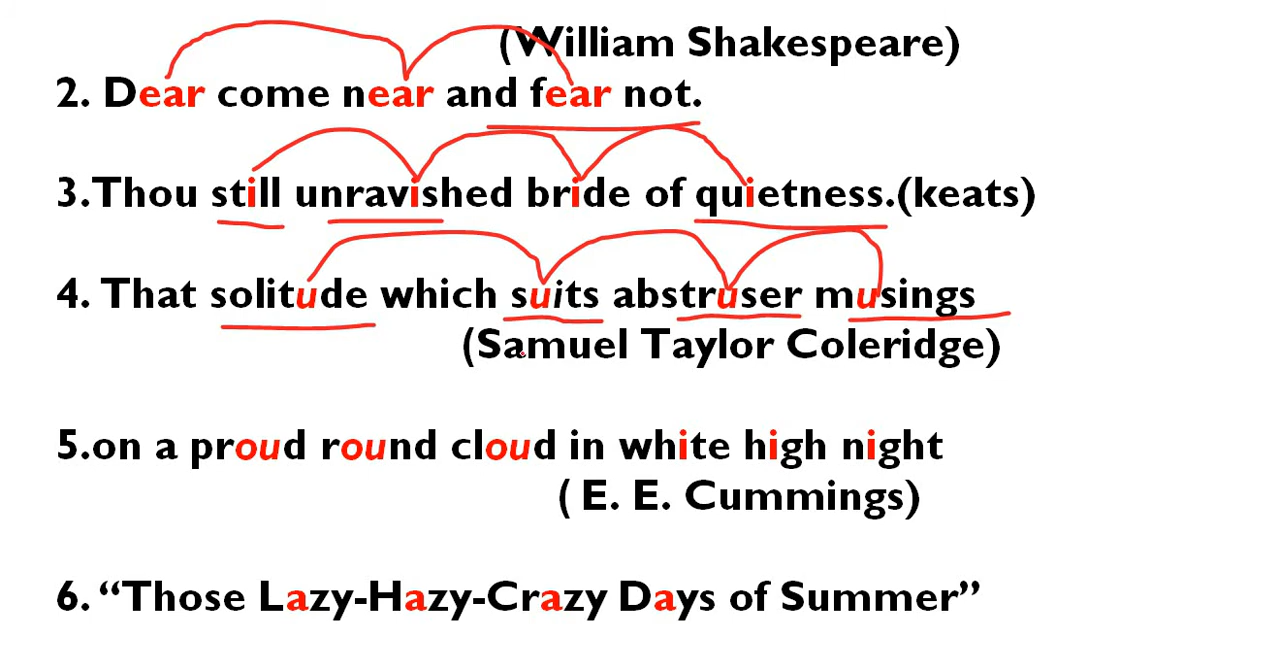 (William Shakespeare)
2. Dear come near and fear not.
3.Thou still unravished bride of quietness.(keats)
4. That solitude which suits abstruser musings
(Samuel Taylor Coleridge)
5.on a proud round cloud in white high night
( E. E. Cummings)
6. “Those Lazy-Hazy-Crazy Days of Summer”